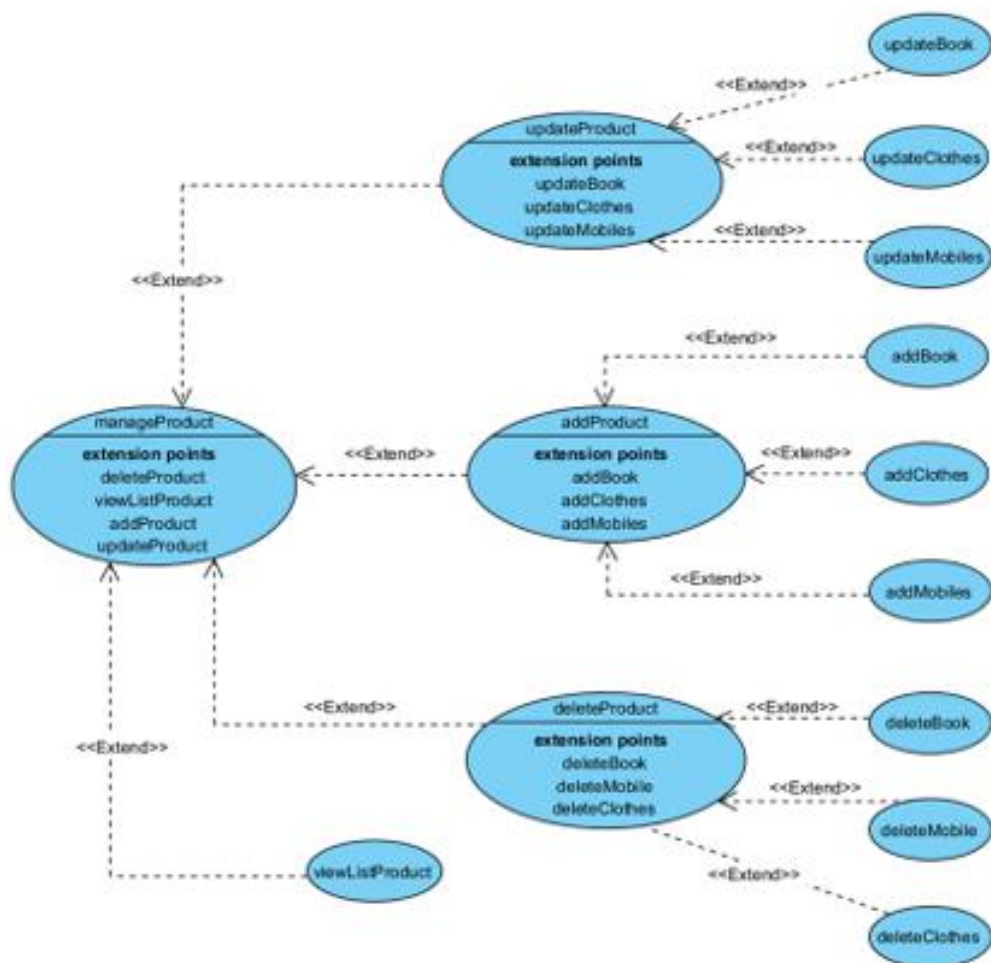 updateBook
<<Extend>>
updateProduct
extension points
updateBook
updateClothes
updateMobiles
<<Extend>>
updateClothes
<<Extend>>
updateMobiles
<<Extend>>
<<Extend>>
addBook
manageProduct
extension points
deleteProduct
viewListProduct
addProduct
updateProduct
<<Extend>>
addProduct
extension points
addBook
addClothes
addMobiles
<<Extend>>
addClothes
<<Extend>>
addMobiles
<<Extend>>
deleteProduct
extension points
deleteBook
deleteMobile
deleteClothes
<<Extend>>
deleteBook
<<Extend>>
<<Extend>>
deleteMobile
viewListProduct
<<Extend>>
deleteClothes